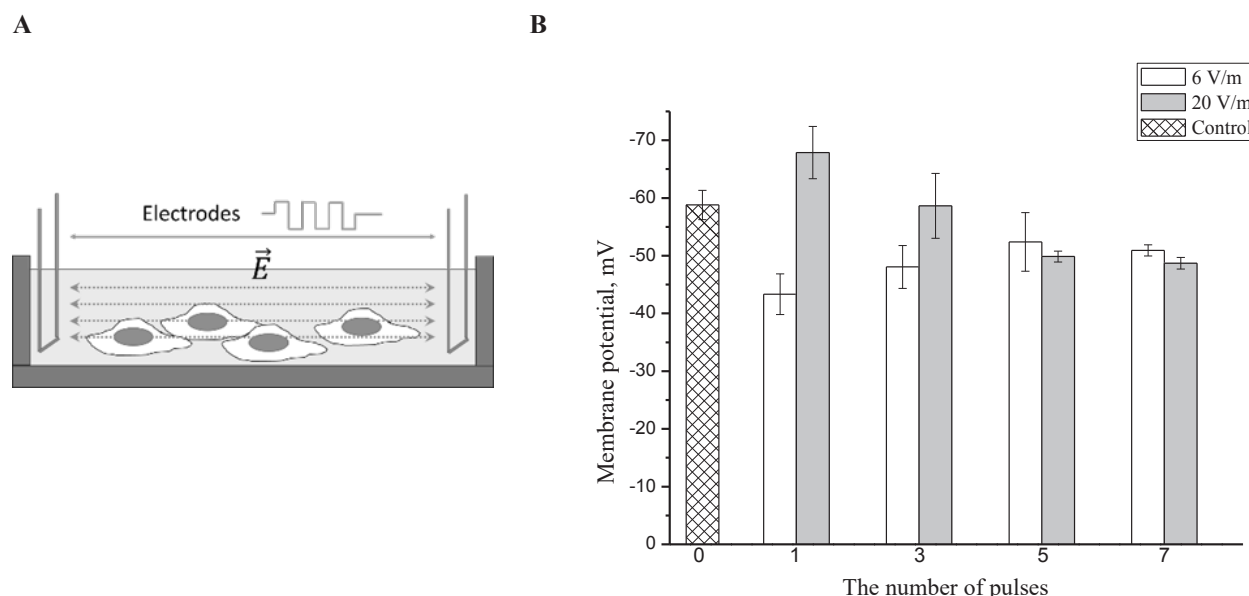 A
B
Electrodes
E
6 V/m
20 V/m
Control
-70
-60
-50
-40
-30
-20
-10
0
Membrane potential, mV
0 1 3 5 7
The number of pulses